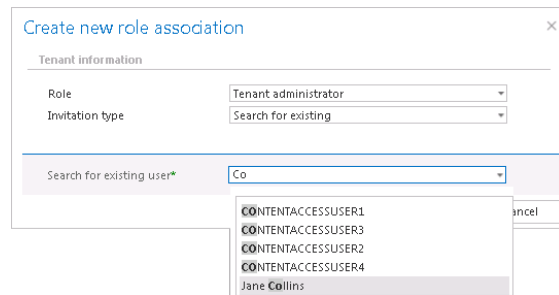 Create new role association
Tenant information
Role
Tenant administrator
Invitation type
Search for existing
Search for existing user*
Co
CONTENTACCESSUSER1
CONTENTACCESSUSER3
CONTENTACCESSUSER2
CONTENTACCESSUSER4
Jane Collins